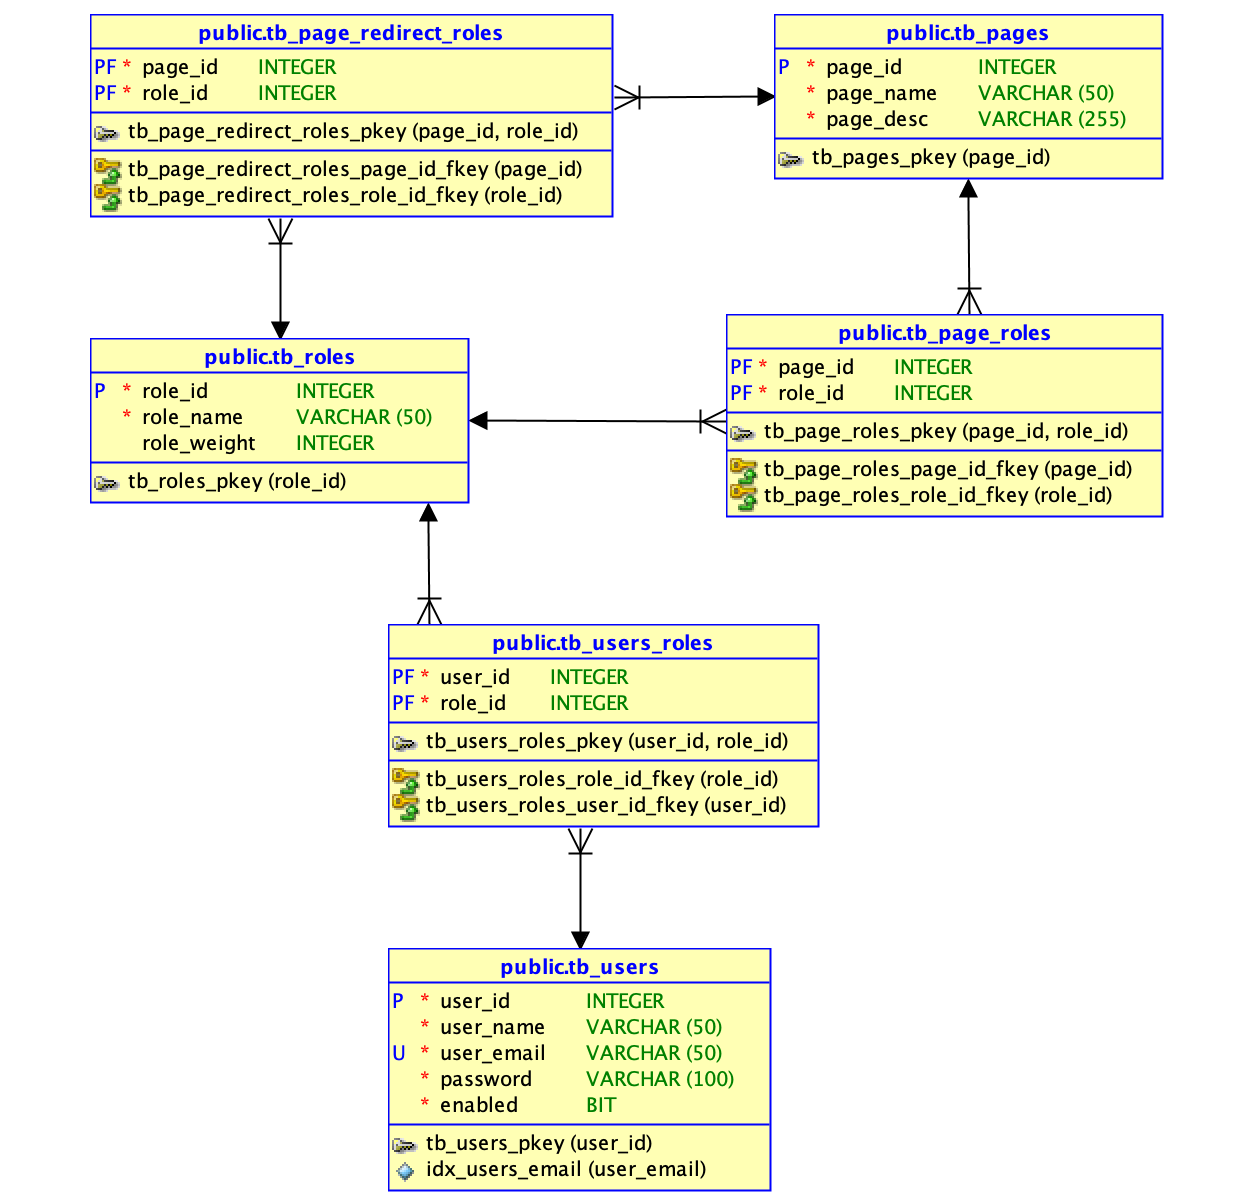 public.tb_page_redirect_roles
PF * page_id INTEGER
PF * role_id INTEGER
tb_page_redirect_roles_pkey (page_id, role_id)
tb_page_redirect_roles_page_id_fkey (page_id)
tb_page_redirect_roles_role_id_fkey (role_id)
public.tb_pages
P * page_id INTEGER
* page_name VARCHAR (50)
* page_desc VARCHAR (255)
tb_pages_pkey (page_id)
public.tb_roles
P * role_id INTEGER
* role_name VARCHAR (50)
role_weight INTEGER
tb_roles_pkey (role_id)
public.tb_page_roles
PF * page_id INTEGER
PF * role_id INTEGER
tb_page_roles_pkey (page_id, role_id)
tb_page_roles_page_id_fkey (page_id)
tb_page_roles_role_id_fkey (role_id)
public.tb_users_roles
PF * user_id INTEGER
PF * role_id INTEGER
tb_users_roles_pkey (user_id, role_id)
tb_users_roles_role_id_fkey (role_id)
tb_users_roles_user_id_fkey (user_id)
public.tb_users
P * user_id INTEGER
* user_name VARCHAR (50)
U * user_email VARCHAR (50)
* password VARCHAR (100)
* enabled BIT
tb_users_pkey (user_id)
idx_users_email (user_email)